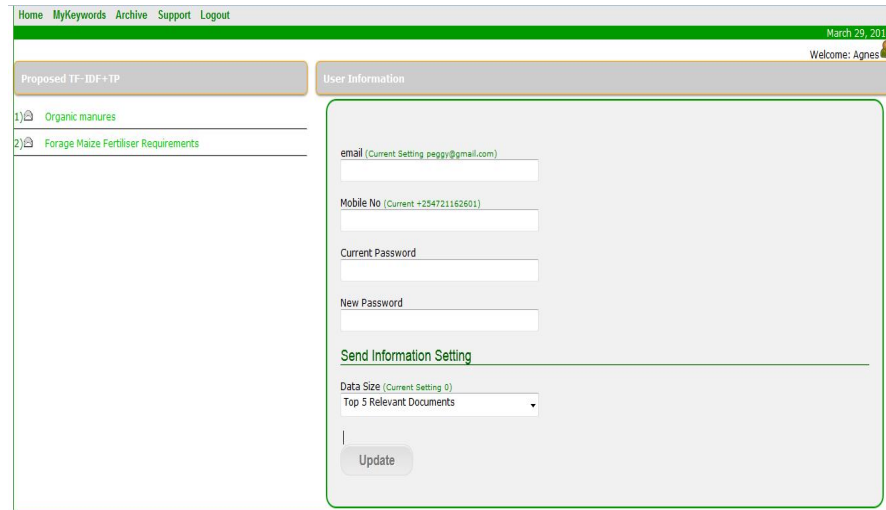 Home MyKeywords Archive Support Logout
March 29, 201
Welcome: Agnes
Proposed TF-IDF+TP
User Information
1) Organic manures
2) Forage Maize Fertiliser Requirements
email (Current Setting peggy@gmail.com)
Mobile No (Current +254721162601)
Current Password
New Password
Send Information Setting
Data Size (Current Setting 0)
Top 5 Relevant Documents
Update